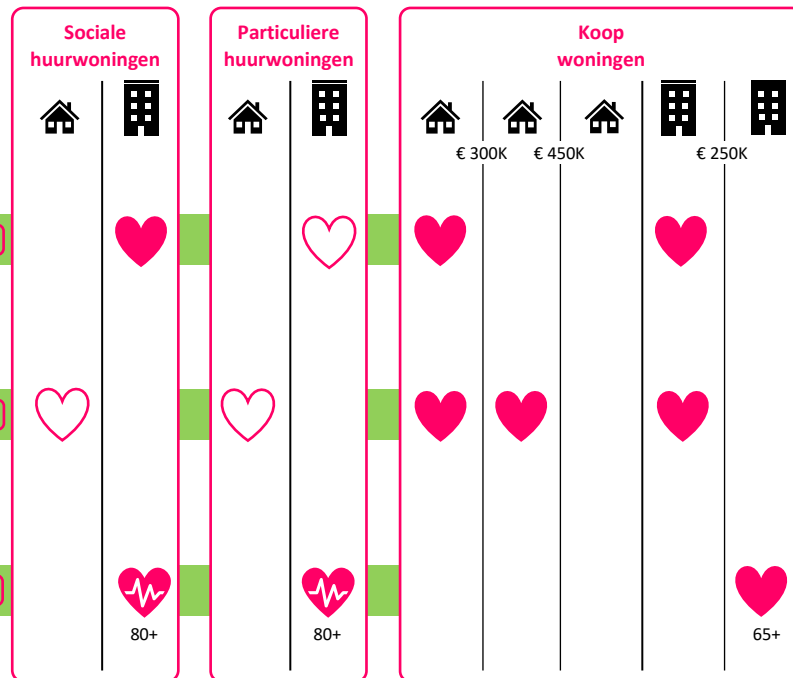 Sociale
huurwoningen
Particuliere
huurwoningen
Koop
woningen
€ 300K
€ 450K
€ 250K
80+
80+
65+